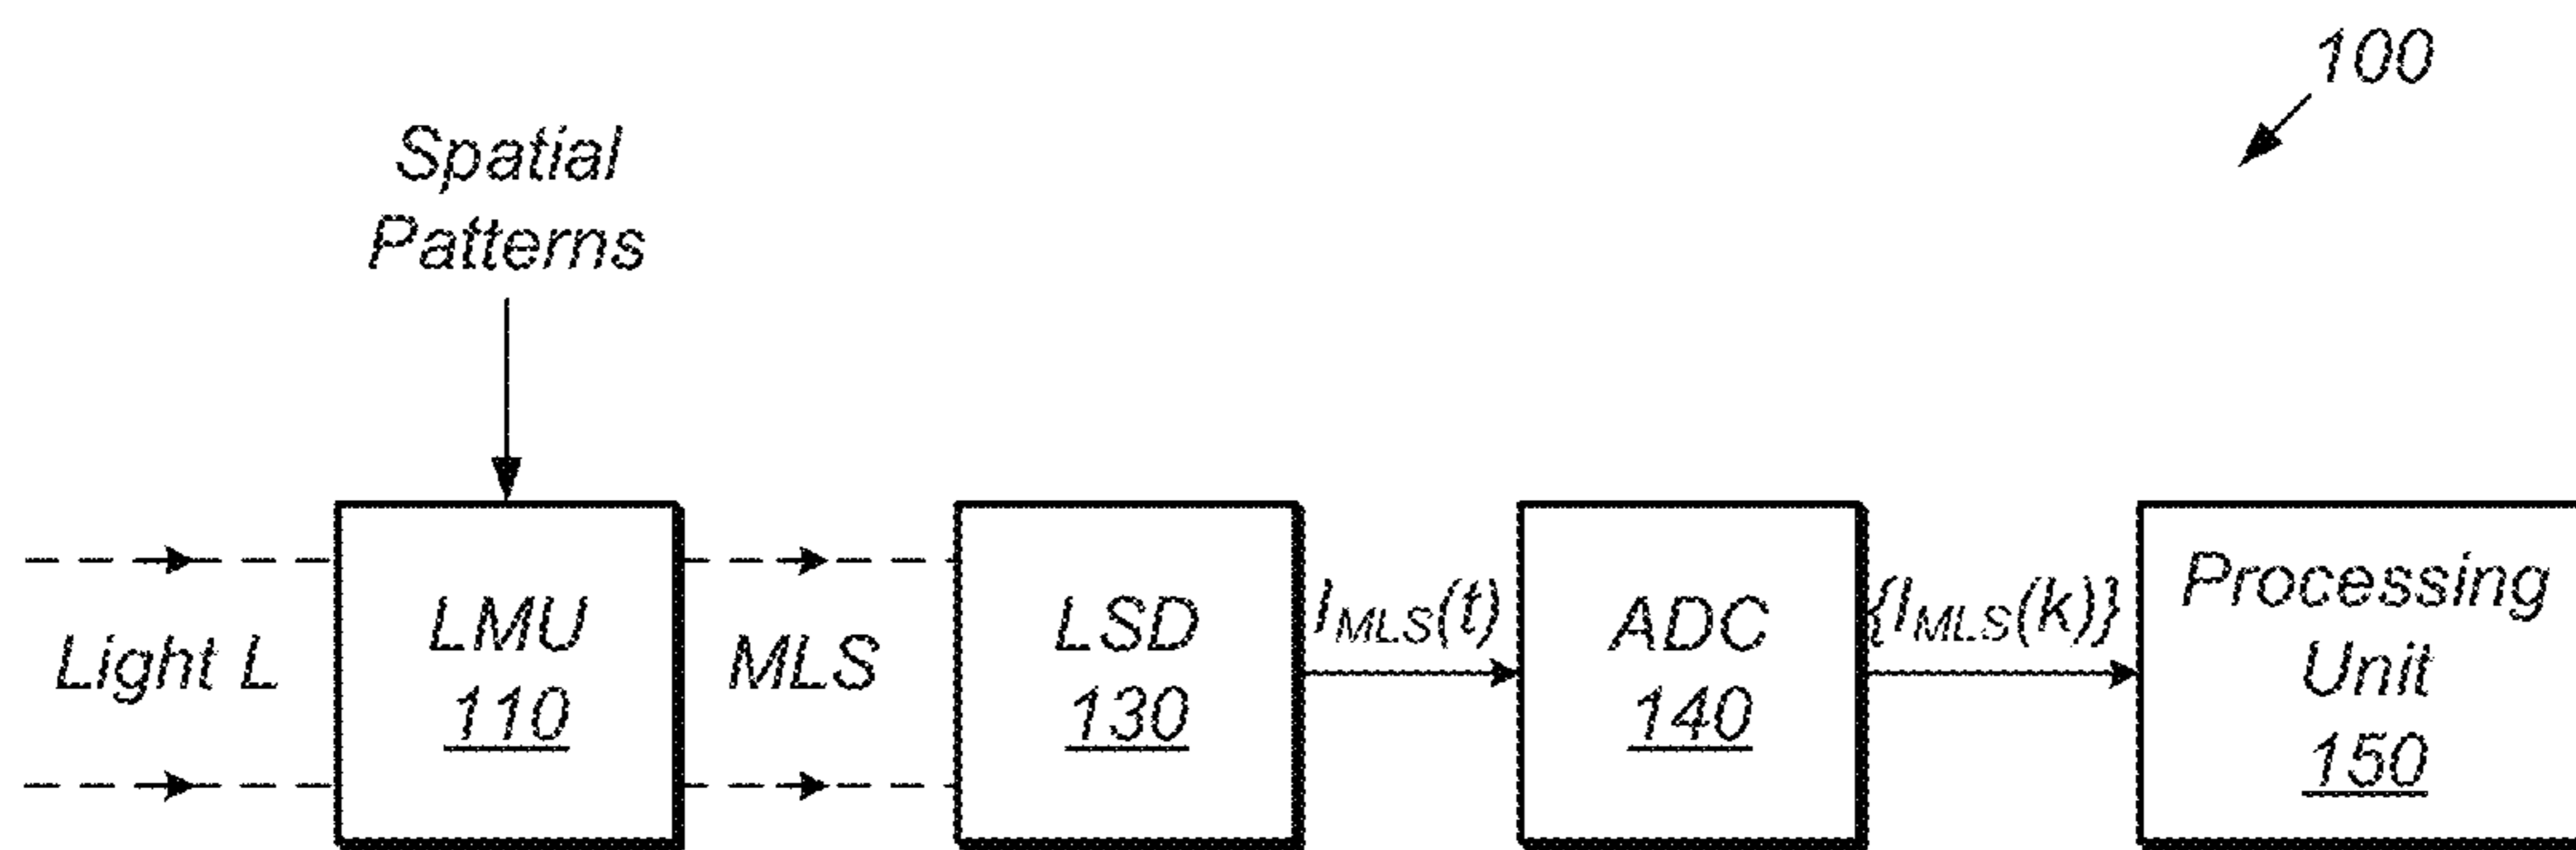 100
Spatial
Patterns
Light L
LMU
110
MLS
LSD
130
I_MLS(t)
ADC
140
{I_MLS(k)}
Processing
Unit
150